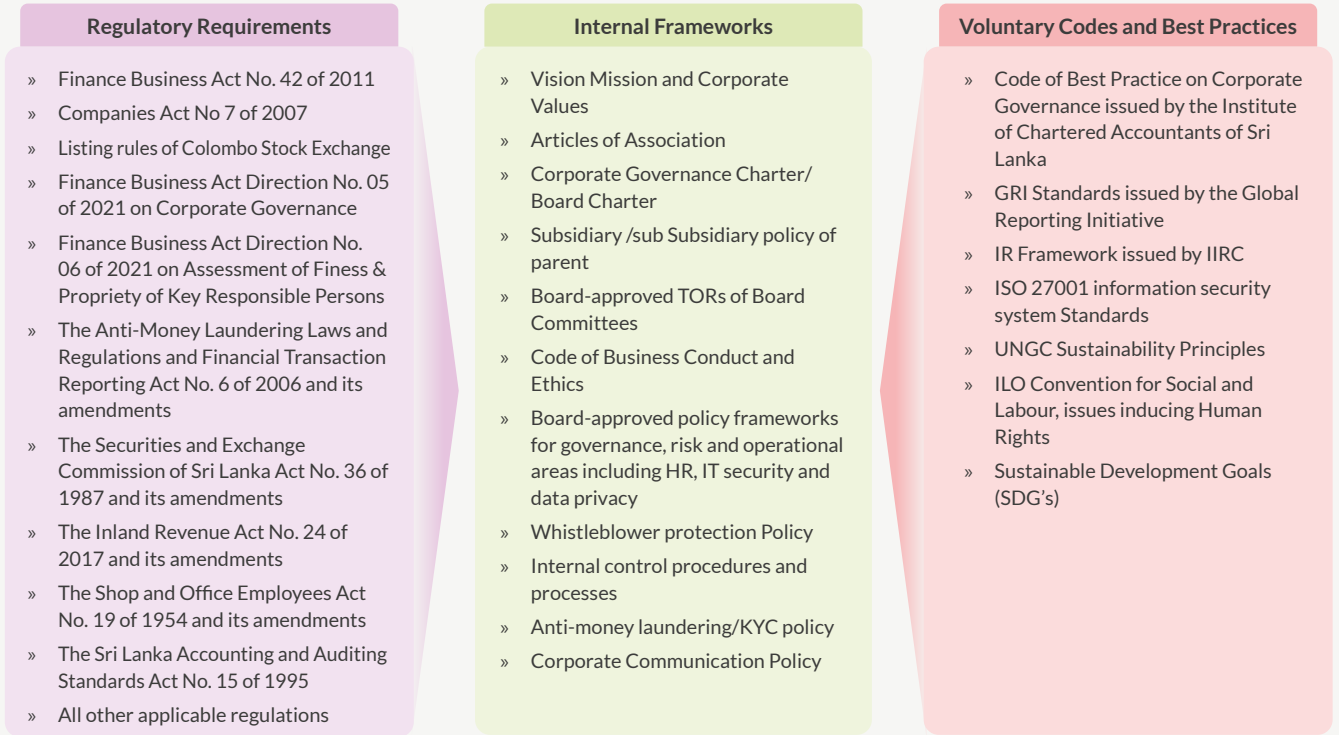 Regulatory Requirements
» Finance Business Act No. 42 of 2011
» Companies Act No 7 of 2007
» Listing rules of Colombo Stock Exchange
» Finance Business Act Direction No. 05
of 2021 on Corporate Governance
» Finance Business Act Direction No.
06 of 2021 on Assessment of Finess &
Propriety of Key Responsible Persons
» The Anti-Money Laundering Laws and
Regulations and Financial Transaction
Reporting Act No. 6 of 2006 and its
amendments
» The Securities and Exchange
Commission of Sri Lanka Act No. 36 of
1987 and its amendments
» The Inland Revenue Act No. 24 of
2017 and its amendments
» The Shop and Office Employees Act
No. 19 of 1954 and its amendments
» The Sri Lanka Accounting and Auditing
Standards Act No. 15 of 1995
» All other applicable regulations
Internal Frameworks
» Vision Mission and Corporate
Values
» Articles of Association
» Corporate Governance Charter/
Board Charter
» Subsidiary /sub Subsidiary policy of
parent
» Board-approved TORs of Board
Committees
» Code of Business Conduct and
Ethics
» Board-approved policy frameworks
for governance, risk and operational
areas including HR, IT security and
data privacy
» Whistleblower protection Policy
» Internal control procedures and
processes
» Anti-money laundering/KYC policy
» Corporate Communication Policy
Voluntary Codes and Best Practices
» Code of Best Practice on Corporate
Governance issued by the Institute
of Chartered Accountants of Sri
Lanka
» GRI Standards issued by the Global
Reporting Initiative
» IR Framework issued by IIRC
» ISO 27001 information security
system Standards
» UNGC Sustainability Principles
» ILO Convention for Social and
Labour, issues inducing Human
Rights
» Sustainable Development Goals
(SDG's)